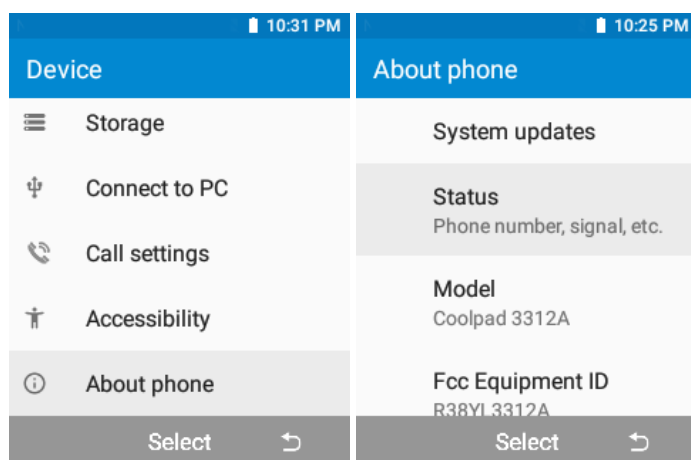 10:31 PM
Device
Storage
Connect to PC
Call settings
Accessibility
About phone
Select
10:25 PM
About phone
System updates
Status
Phone number, signal, etc.
Model
Coolpad 3312A
Fcc Equipment ID
R38YL3312A
Select